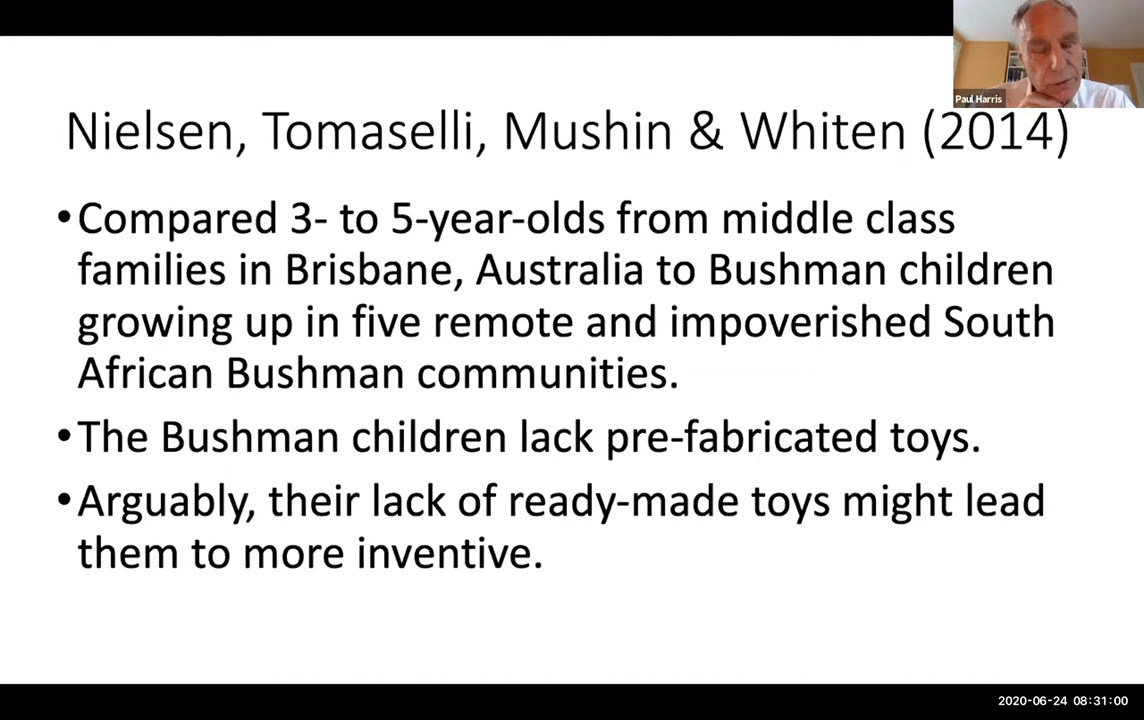 Paul Harris
Nielsen, Tomaselli, Mushin & Whiten (2014)
•Compared 3- to 5-year-olds from middle class
families in Brisbane, Australia to Bushman children
growing up in five remote and impoverished South
African Bushman communities.
•The Bushman children lack pre-fabricated toys.
•Arguably, their lack of ready-made toys might lead
them to more inventive.
2020-06-24 08:31:00